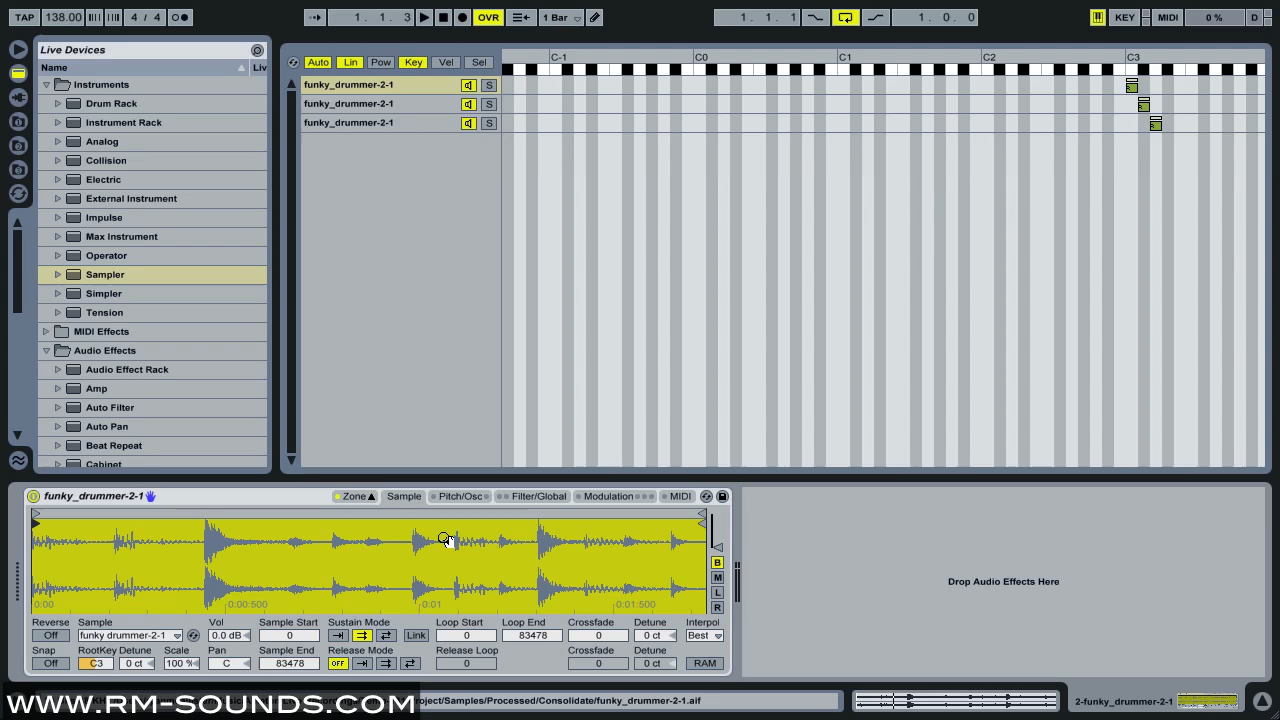 TAP 138.00 4 / 4 1. 1. 3 OVR 1 Bar 1. 1. 1 1. 0. 0 KEY MIDI 0 % D
Live Devices
Name Liv
Instruments
Drum Rack
Instrument Rack
Analog
Collision
Electric
External Instrument
Impulse
Max Instrument
Operator
Sampler
Simpler
Tension
MIDI Effects
Audio Effects
Audio Effect Rack
Amp
Auto Filter
Auto Pan
Beat Repeat
Cabinet
Auto Lin Pow Key Vel Sel
C-1 C0 C1 C2 C3
funky_drummer-2-1 S
funky_drummer-2-1 S
funky_drummer-2-1 S
funky_drummer-2-1 Zone Sample Pitch/Osc Filter/Global Modulation MIDI
0:00 0:00:500 0:01 0:01:500
B
M
L
R
Reverse Sample Vol Sample Start Sustain Mode Loop Start Loop End Crossfade Detune Interpol
Off funky drummer-2-1 0.0 dB 0 Link 0 83478 0 0 ct Best
Snap RootKey Detune Scale Pan Sample End Release Mode Release Loop Crossfade Detune
Off C3 0 ct 100 % C 83478 OFF 0 0 0 ct RAM
Drop Audio Effects Here
WWW.RM-SOUNDS.COM
oject/Samples/Processed/Consolidate/funky_drummer-2-1.aif
2-funky_drummer-2-1